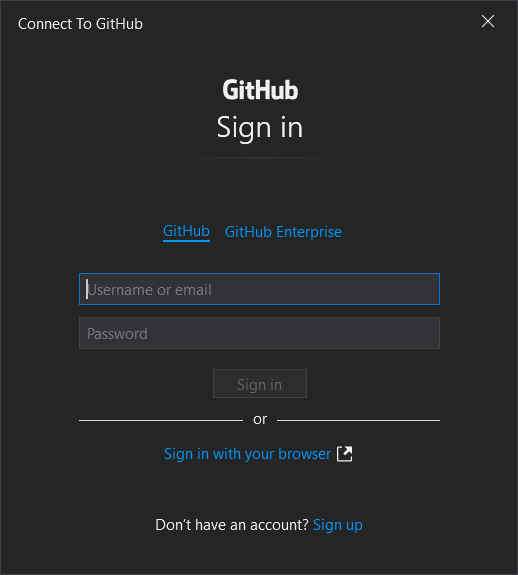 Connect To GitHub
GitHub
Sign in
GitHub GitHub Enterprise
Username or email
Password
Sign in
or
Sign in with your browser
Don't have an account? Sign up